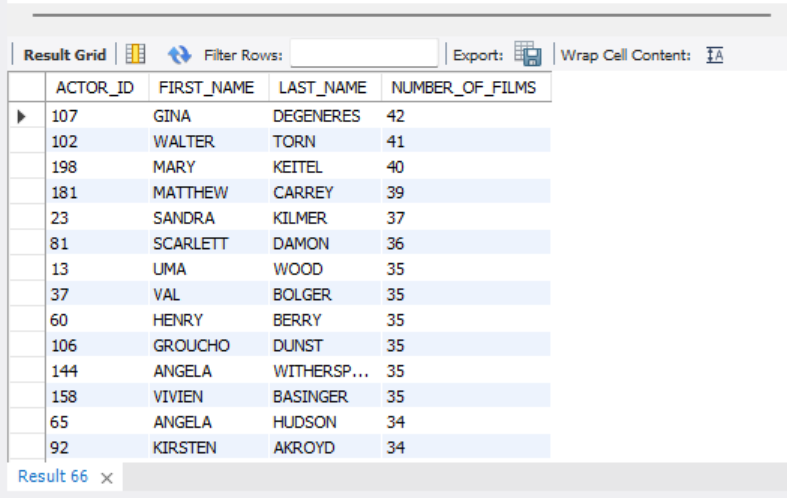 Result Grid Filter Rows: Export: Wrap Cell Content: IA
ACTOR_ID FIRST_NAME LAST_NAME NUMBER_OF_FILMS
107 GINA DEGENERES 42
102 WALTER TORN 41
198 MARY KEITEL 40
181 MATTHEW CARREY 39
23 SANDRA KILMER 37
81 SCARLETT DAMON 36
13 UMA WOOD 35
37 VAL BOLGER 35
60 HENRY BERRY 35
106 GROUCHO DUNST 35
144 ANGELA WITHERSP... 35
158 VIVIEN BASINGER 35
65 ANGELA HUDSON 34
92 KIRSTEN AKROYD 34
Result 66